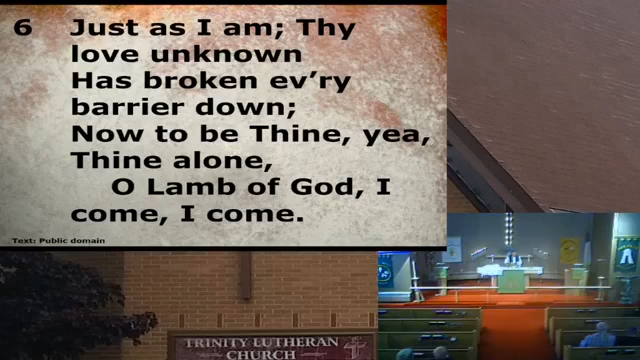 6 Just as I am; Thy
love unknown
Has broken ev’ry
barrier down;
Now to be Thine, yea,
Thine alone,
O Lamb of God, I
come, I come.
Text: Public domain
TRINITY LUTHERAN
CHURCH